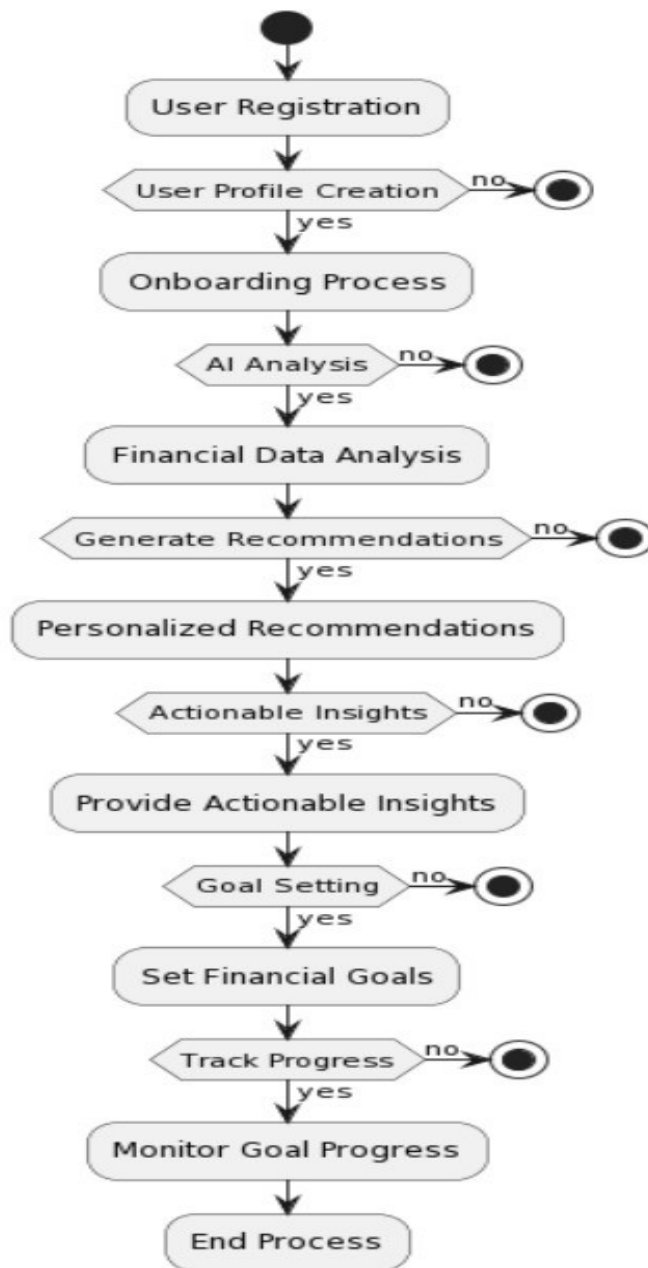 User Registration
User Profile Creation
no
yes
Onboarding Process
AI Analysis
no
yes
Financial Data Analysis
Generate Recommendations
no
yes
Personalized Recommendations
Actionable Insights
no
yes
Provide Actionable Insights
Goal Setting
no
yes
Set Financial Goals
Track Progress
no
yes
Monitor Goal Progress
End Process